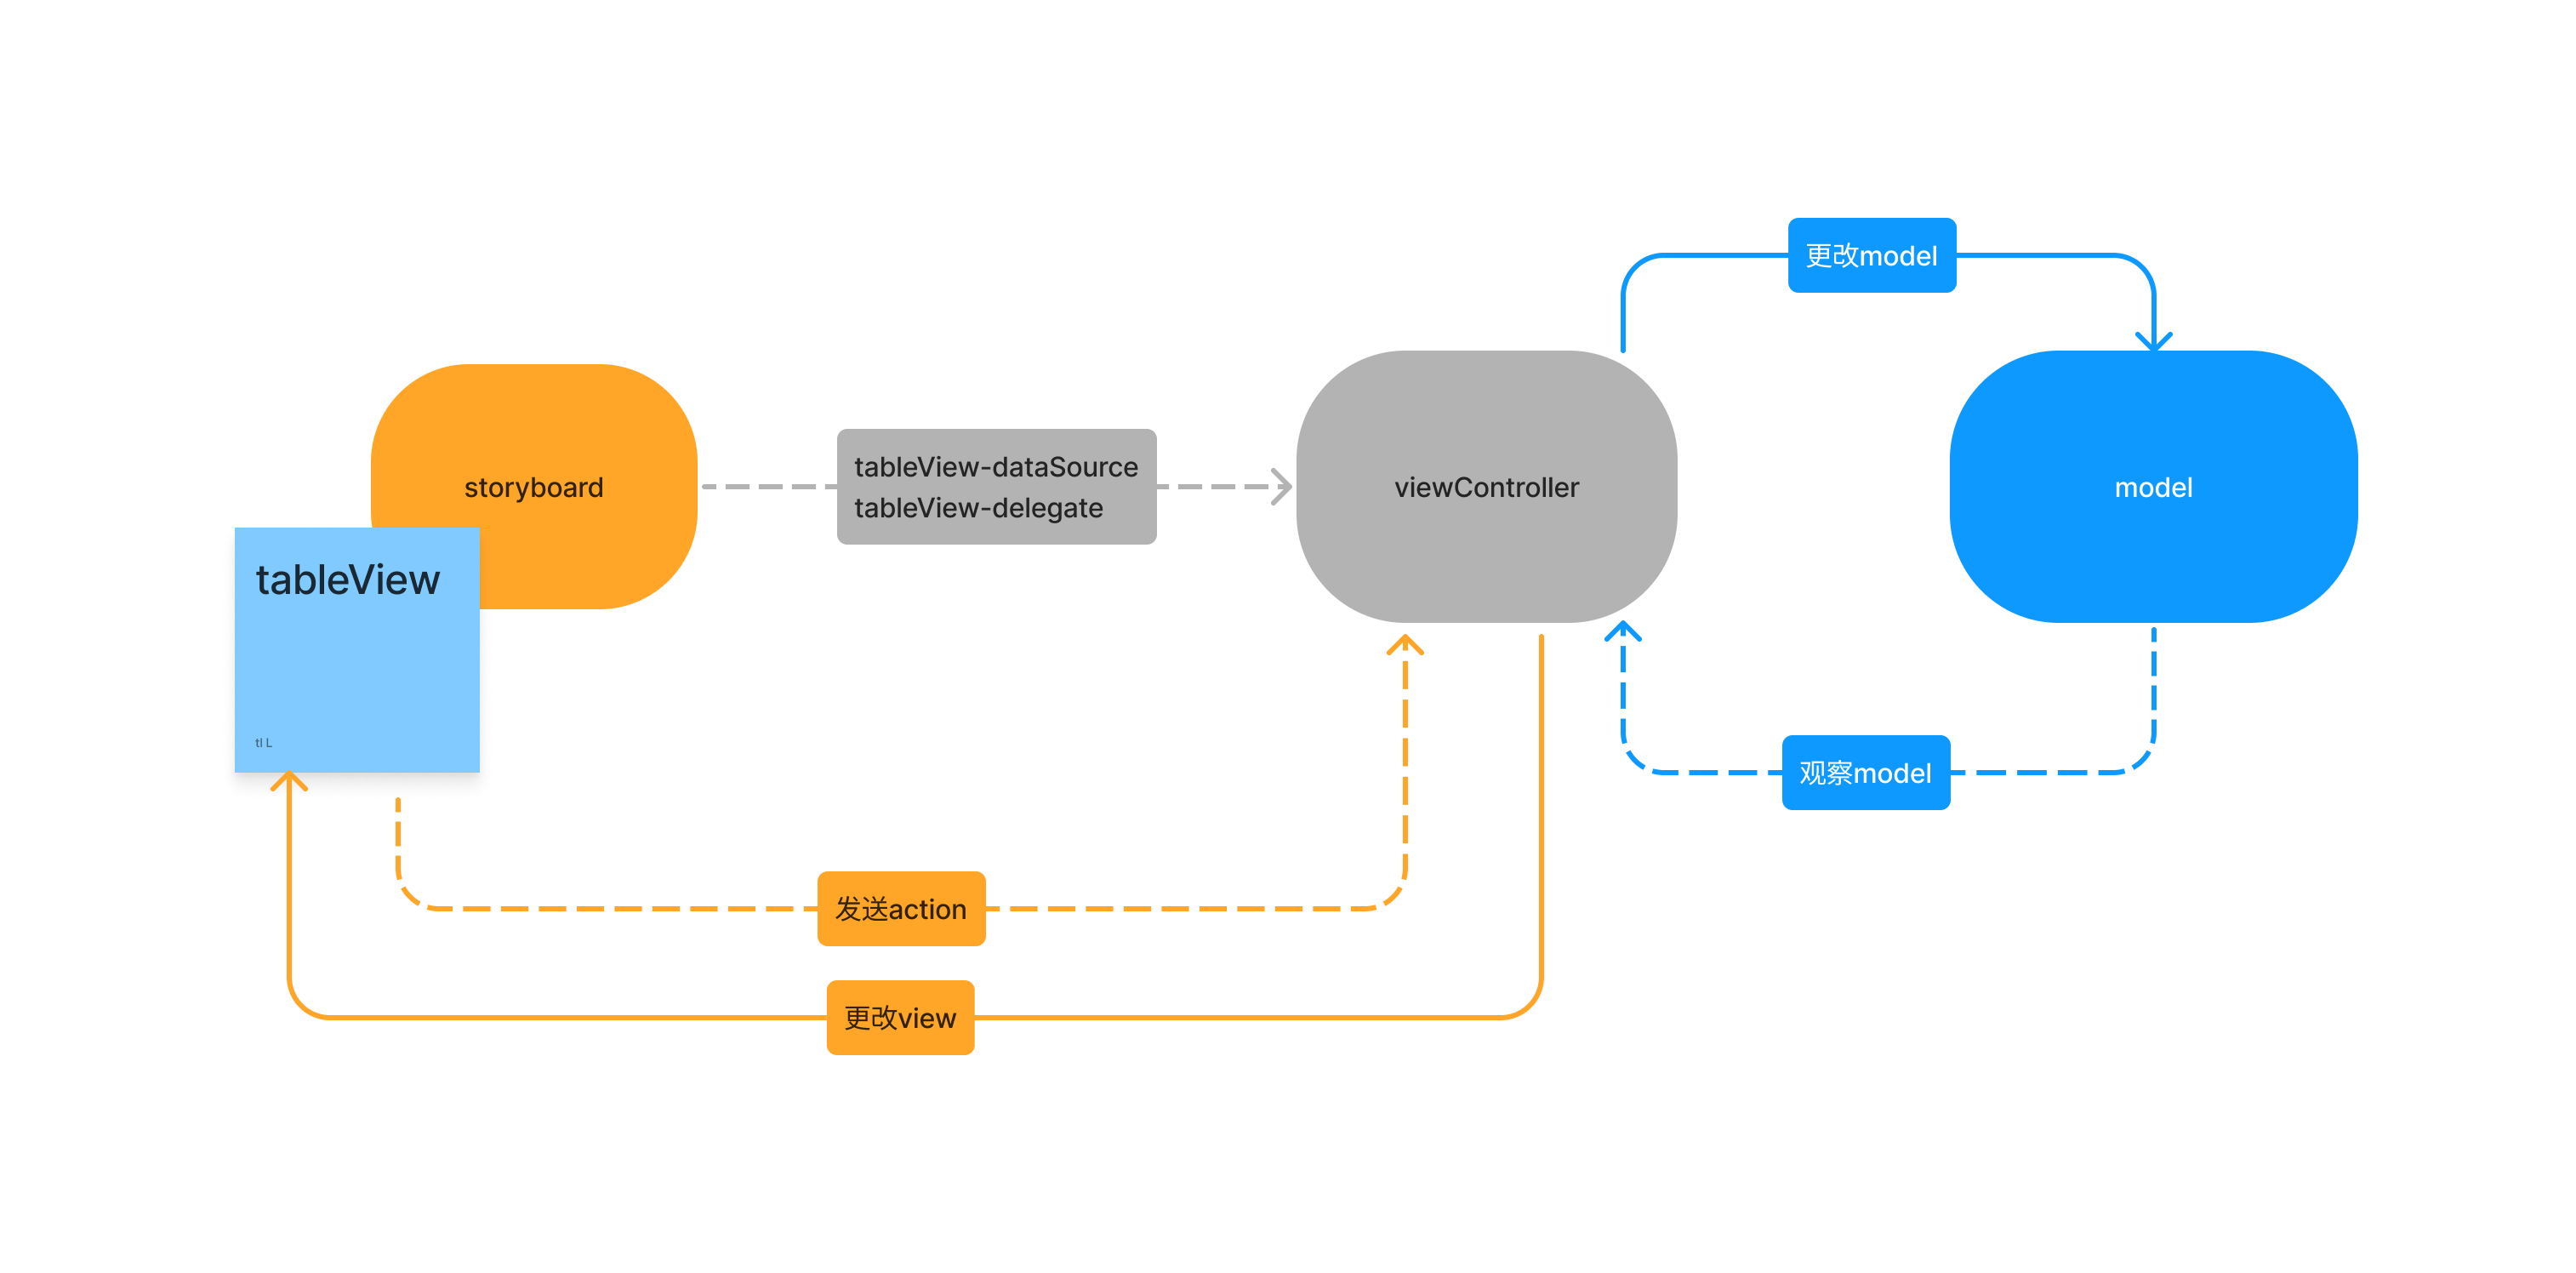 更改model
storyboard
tableView-dataSource
tableView-delegate
viewController
model
tableView
tl L
观察model
发送action
更改view